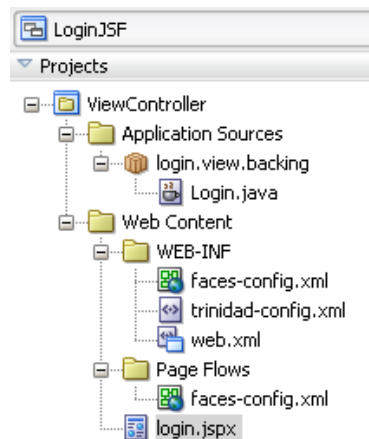 LoginJSF
Projects
ViewController
Application Sources
login.view.backing
Login.java
Web Content
WEB-INF
faces-config.xml
trinidad-config.xml
web.xml
Page Flows
faces-config.xml
login.jspx